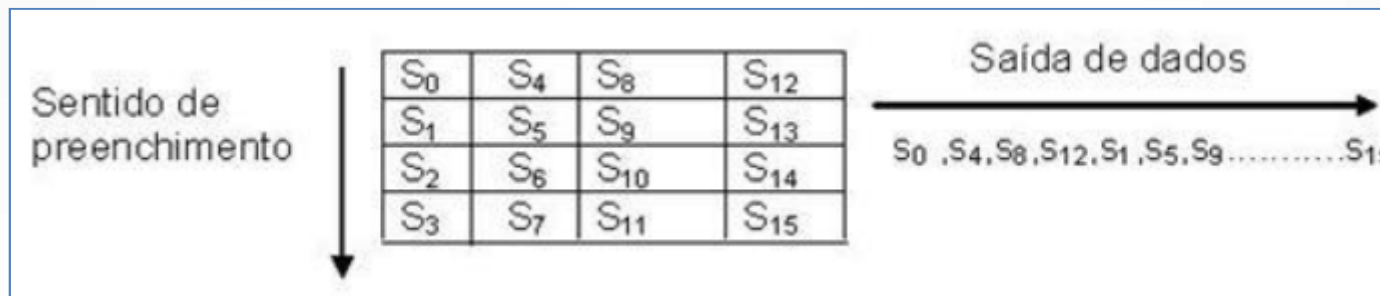 Sentido de
preenchimento
S₀ S₄ S₈ S₁₂
S₁ S₅ S₉ S₁₃
S₂ S₆ S₁₀ S₁₄
S₃ S₇ S₁₁ S₁₅
Saída de dados
S₀ ,S₄,S₈,S₁₂,S₁,S₅,S₉...........S₁₅